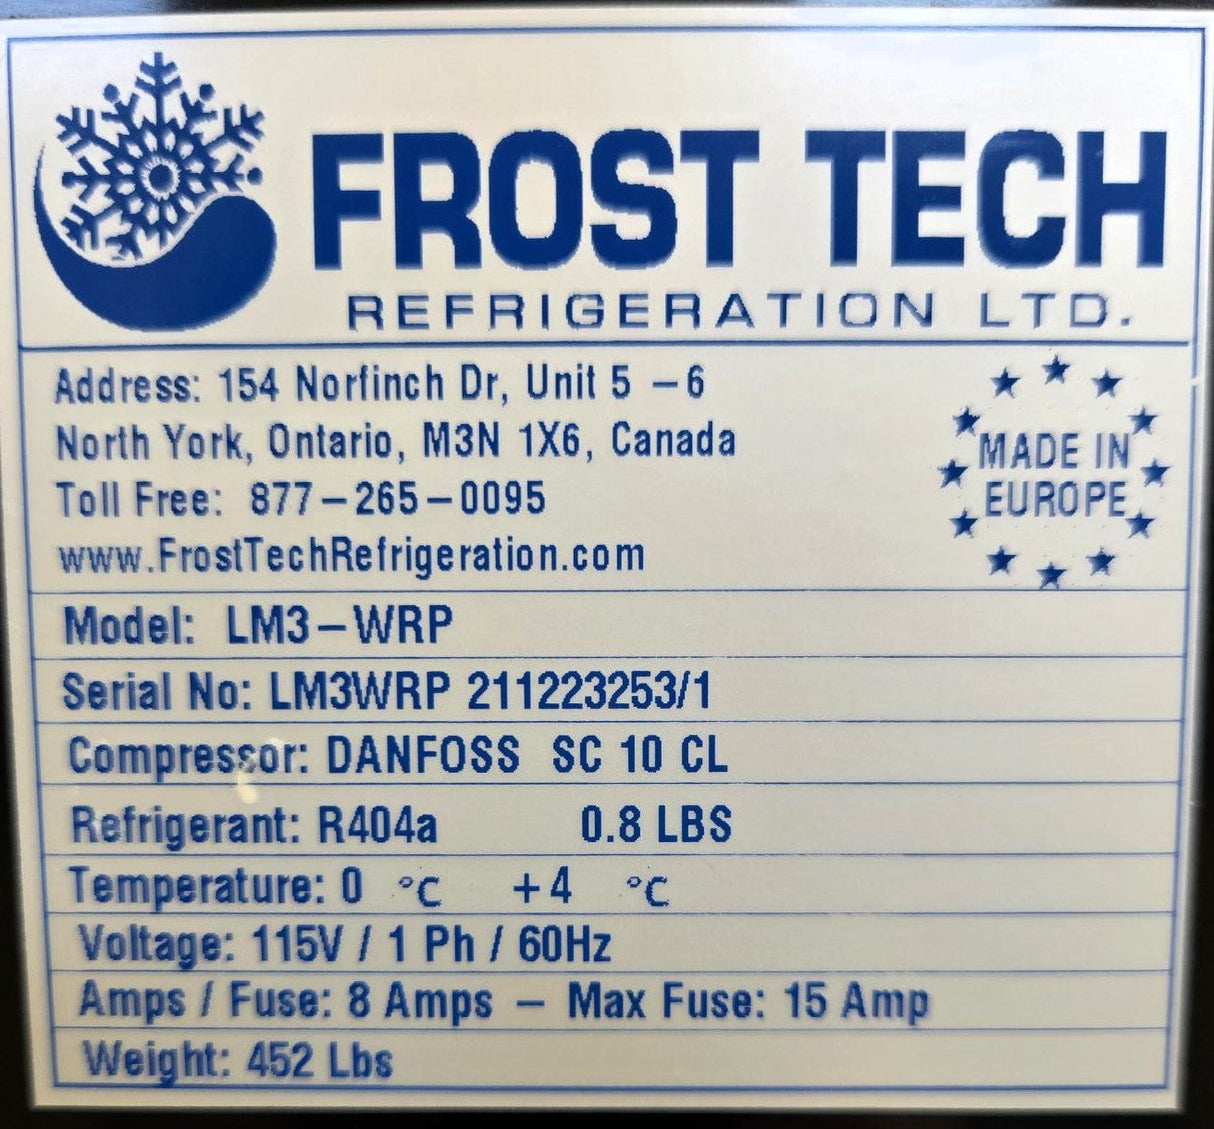 FROST TECH
REFRIGERATION LTD.
Address: 154 Norfinch Dr, Unit 5 – 6
North York, Ontario, M3N 1X6, Canada
Toll Free: 877–265–0095
www.FrostTechRefrigeration.com
MADE IN
EUROPE
Model: LM3–WRP
Serial No: LM3WRP 211223253/1
Compressor: DANFOSS SC 10 CL
Refrigerant: R404a 0.8 LBS
Temperature: 0 °C +4 °C
Voltage: 115V / 1 Ph / 60Hz
Amps / Fuse: 8 Amps – Max Fuse: 15 Amp
Weight: 452 Lbs